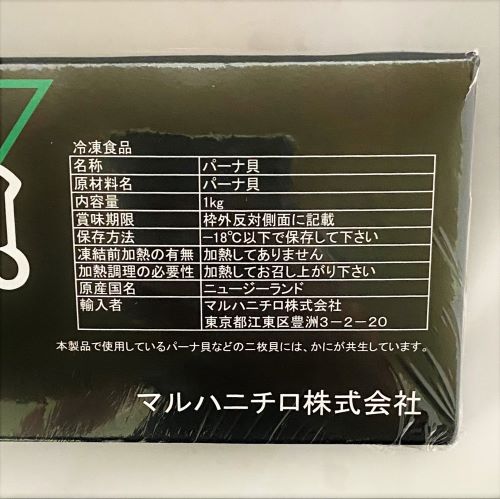 冷凍食品
名称 パーナ貝
原材料名 パーナ貝
内容量 1kg
賞味期限 枠外反対側面に記載
保存方法 −18℃以下で保存して下さい
凍結前加熱の有無 加熱してありません
加熱調理の必要性 加熱してお召し上がり下さい
原産国名 ニュージーランド
輸入者 マルハニチロ株式会社
東京都江東区豊洲3−2−20
本製品で使用しているパーナ貝などの二枚貝には、かにが共生しています。
マルハニチロ株式会社